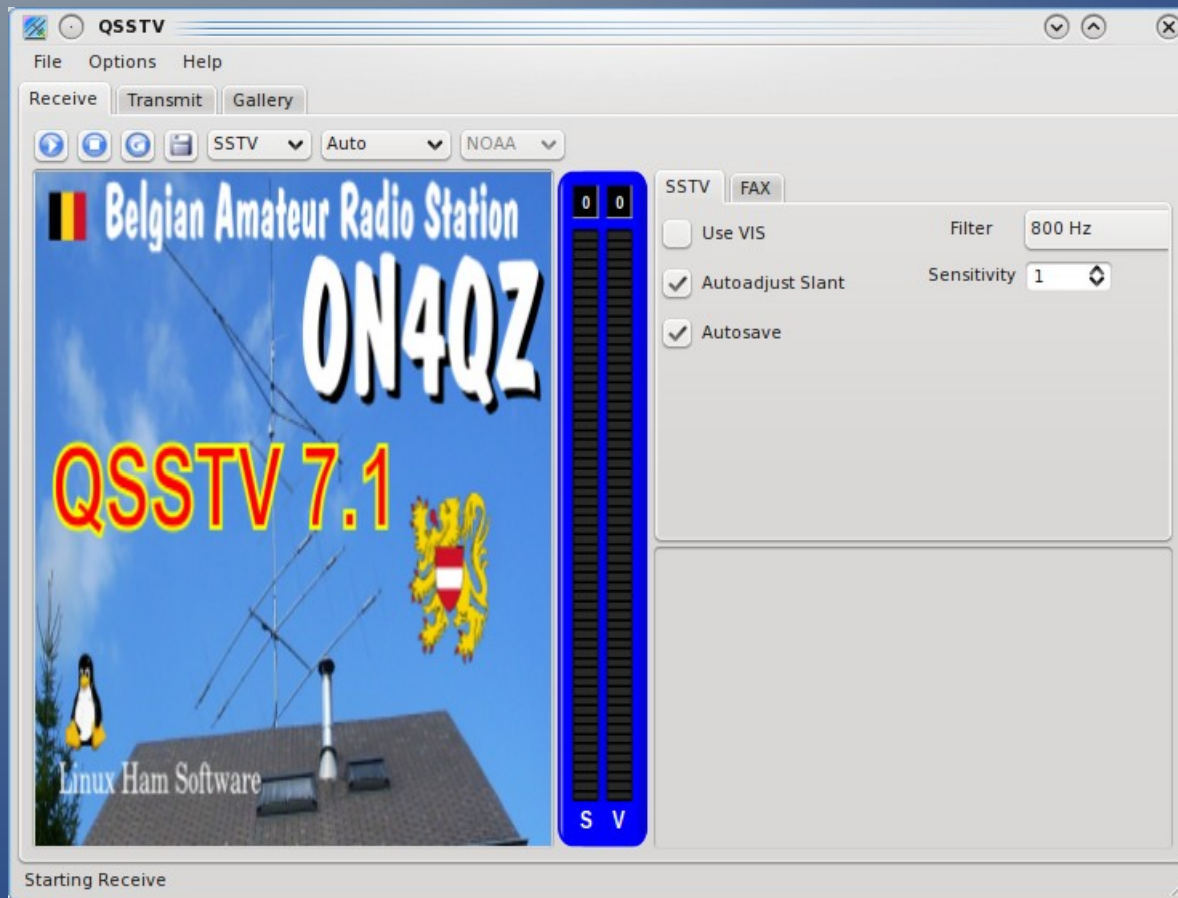 QSSTV
File Options Help
Receive Transmit Gallery
SSTV Auto NOAA
Belgian Amateur Radio Station
ON4QZ
QSSTV 7.1
Linux Ham Software
0 0
S V
SSTV FAX
Use VIS Filter 800 Hz
Autoadjust Slant Sensitivity 1
Autosave
Starting Receive